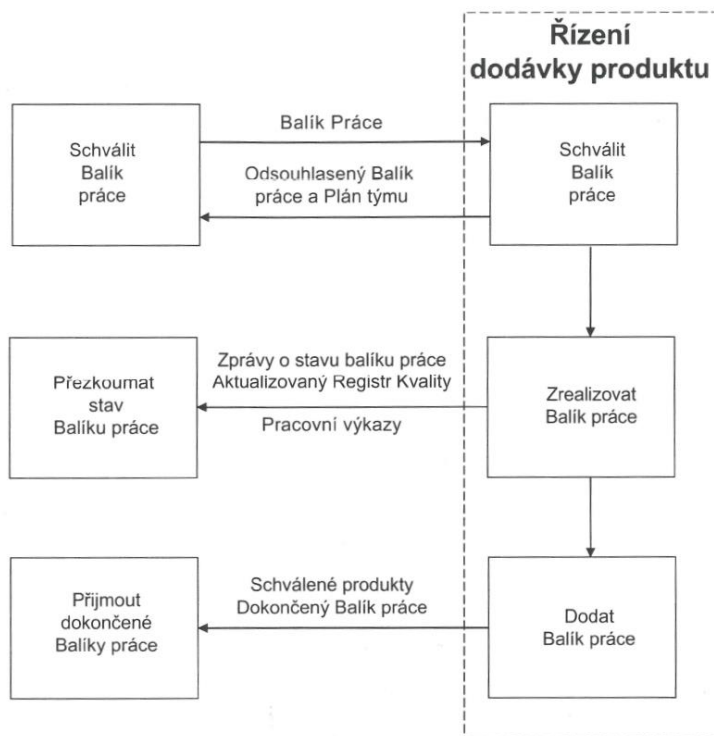 Řízení
dodávky produktu
Schválit
Balík
práce
Balík Práce
Odsouhlasený Balík
práce a Plán týmu
Schválit
Balík
práce
Přezkoumat
stav
Balíku práce
Zprávy o stavu balíku práce
Aktualizovaný Registr Kvality
Pracovní výkazy
Zrealizovat
Balík práce
Přijmout
dokončené
Balíky práce
Schválené produkty
Dokončený Balík práce
Dodat
Balík práce